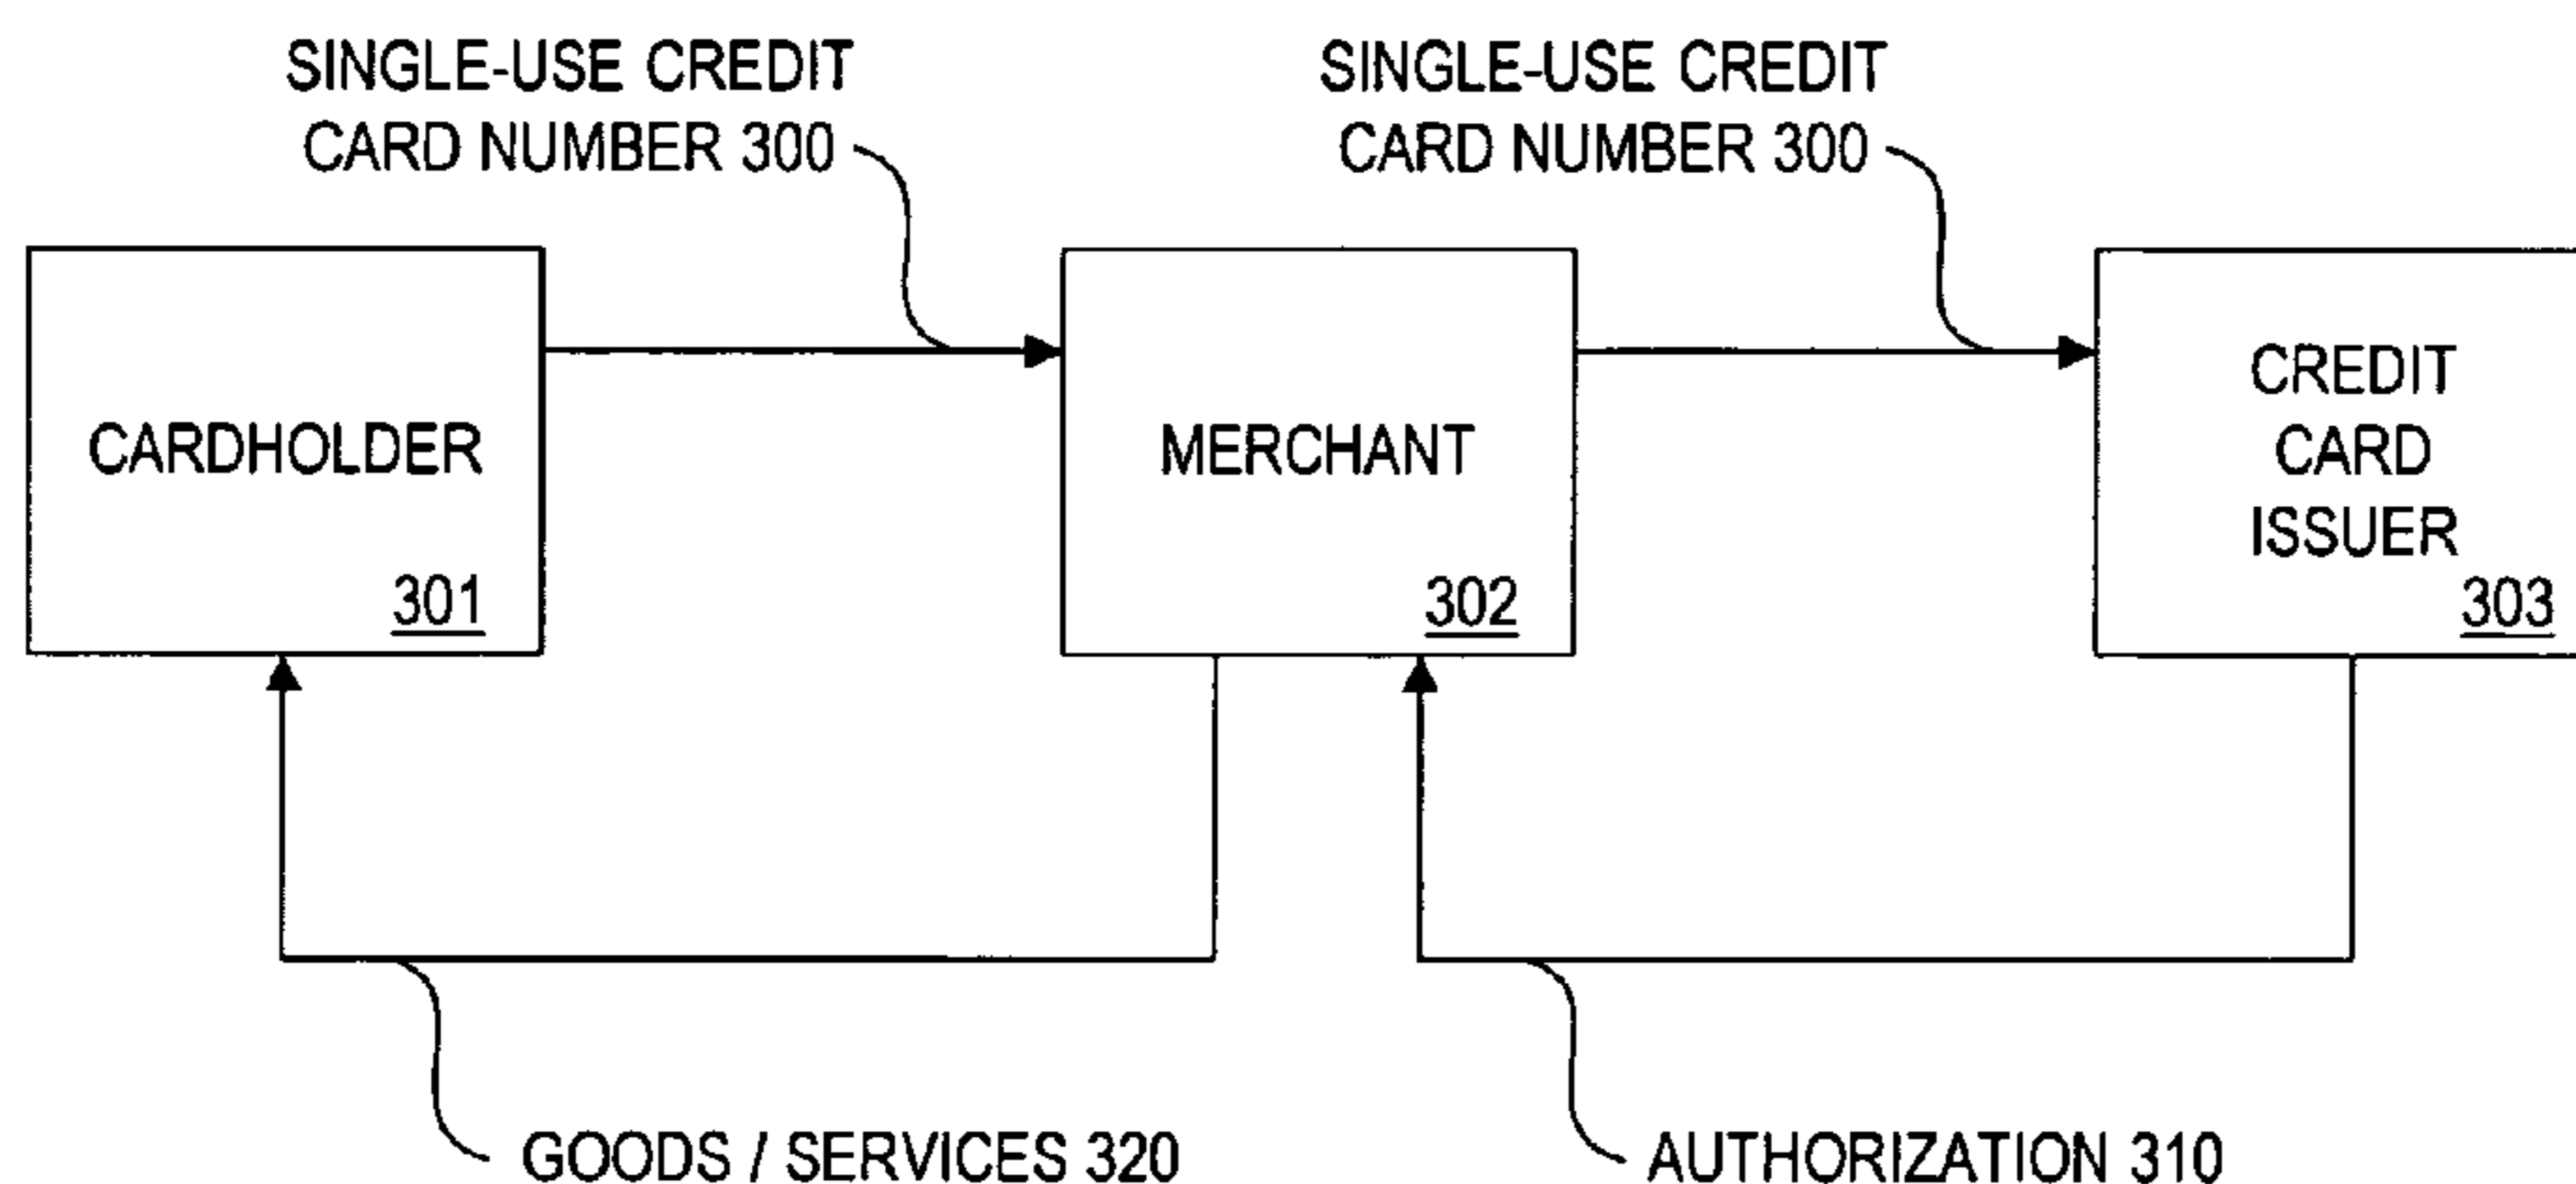 SINGLE-USE CREDIT
CARD NUMBER 300
SINGLE-USE CREDIT
CARD NUMBER 300
CARDHOLDER
301
MERCHANT
302
CREDIT
CARD
ISSUER
303
GOODS / SERVICES 320
AUTHORIZATION 310